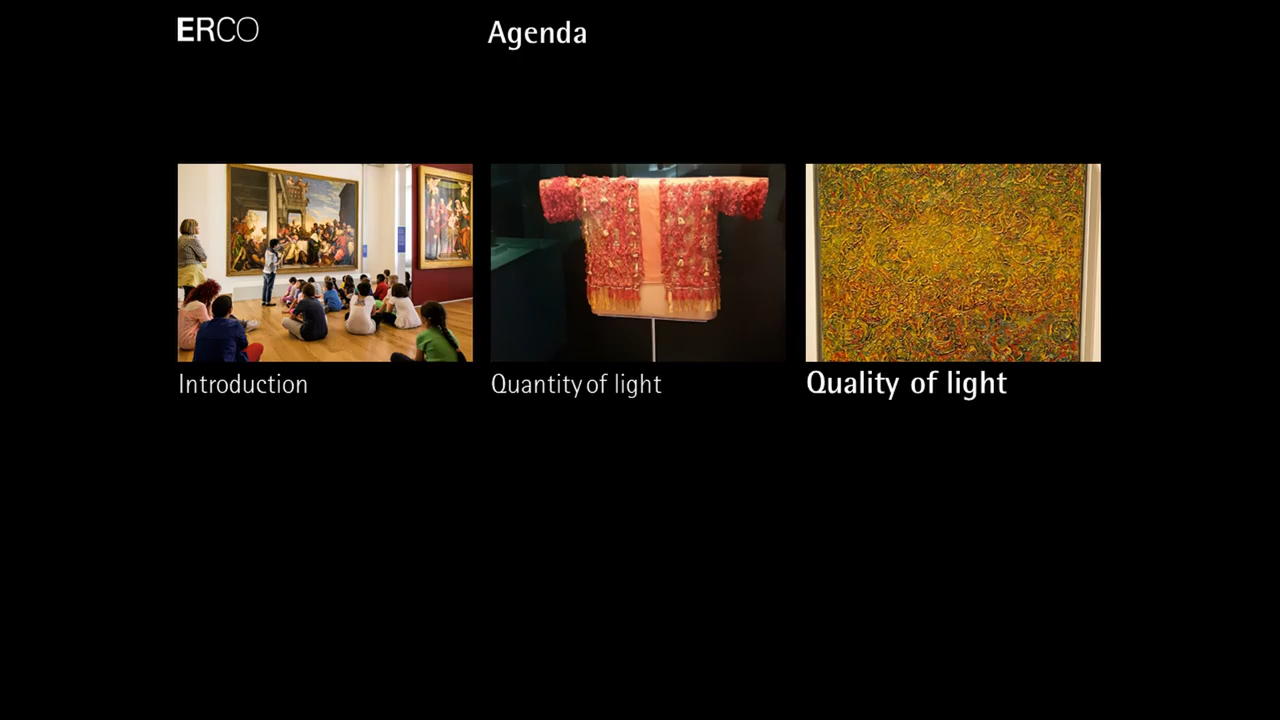 ERCO
Agenda
Introduction
Quantity of light
Quality of light